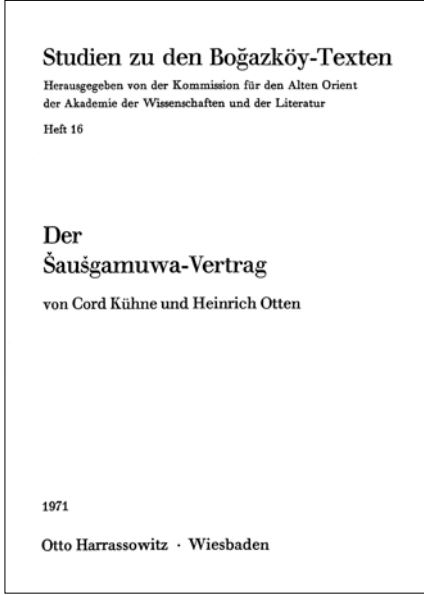 Studien zu den Boğazköy-Texten
Herausgegeben von der Kommission für den Alten Orient
der Akademie der Wissenschaften und der Literatur
Heft 16
Der
Šaušgamuwa-Vertrag
von Cord Kühne und Heinrich Otten
1971
Otto Harrassowitz · Wiesbaden